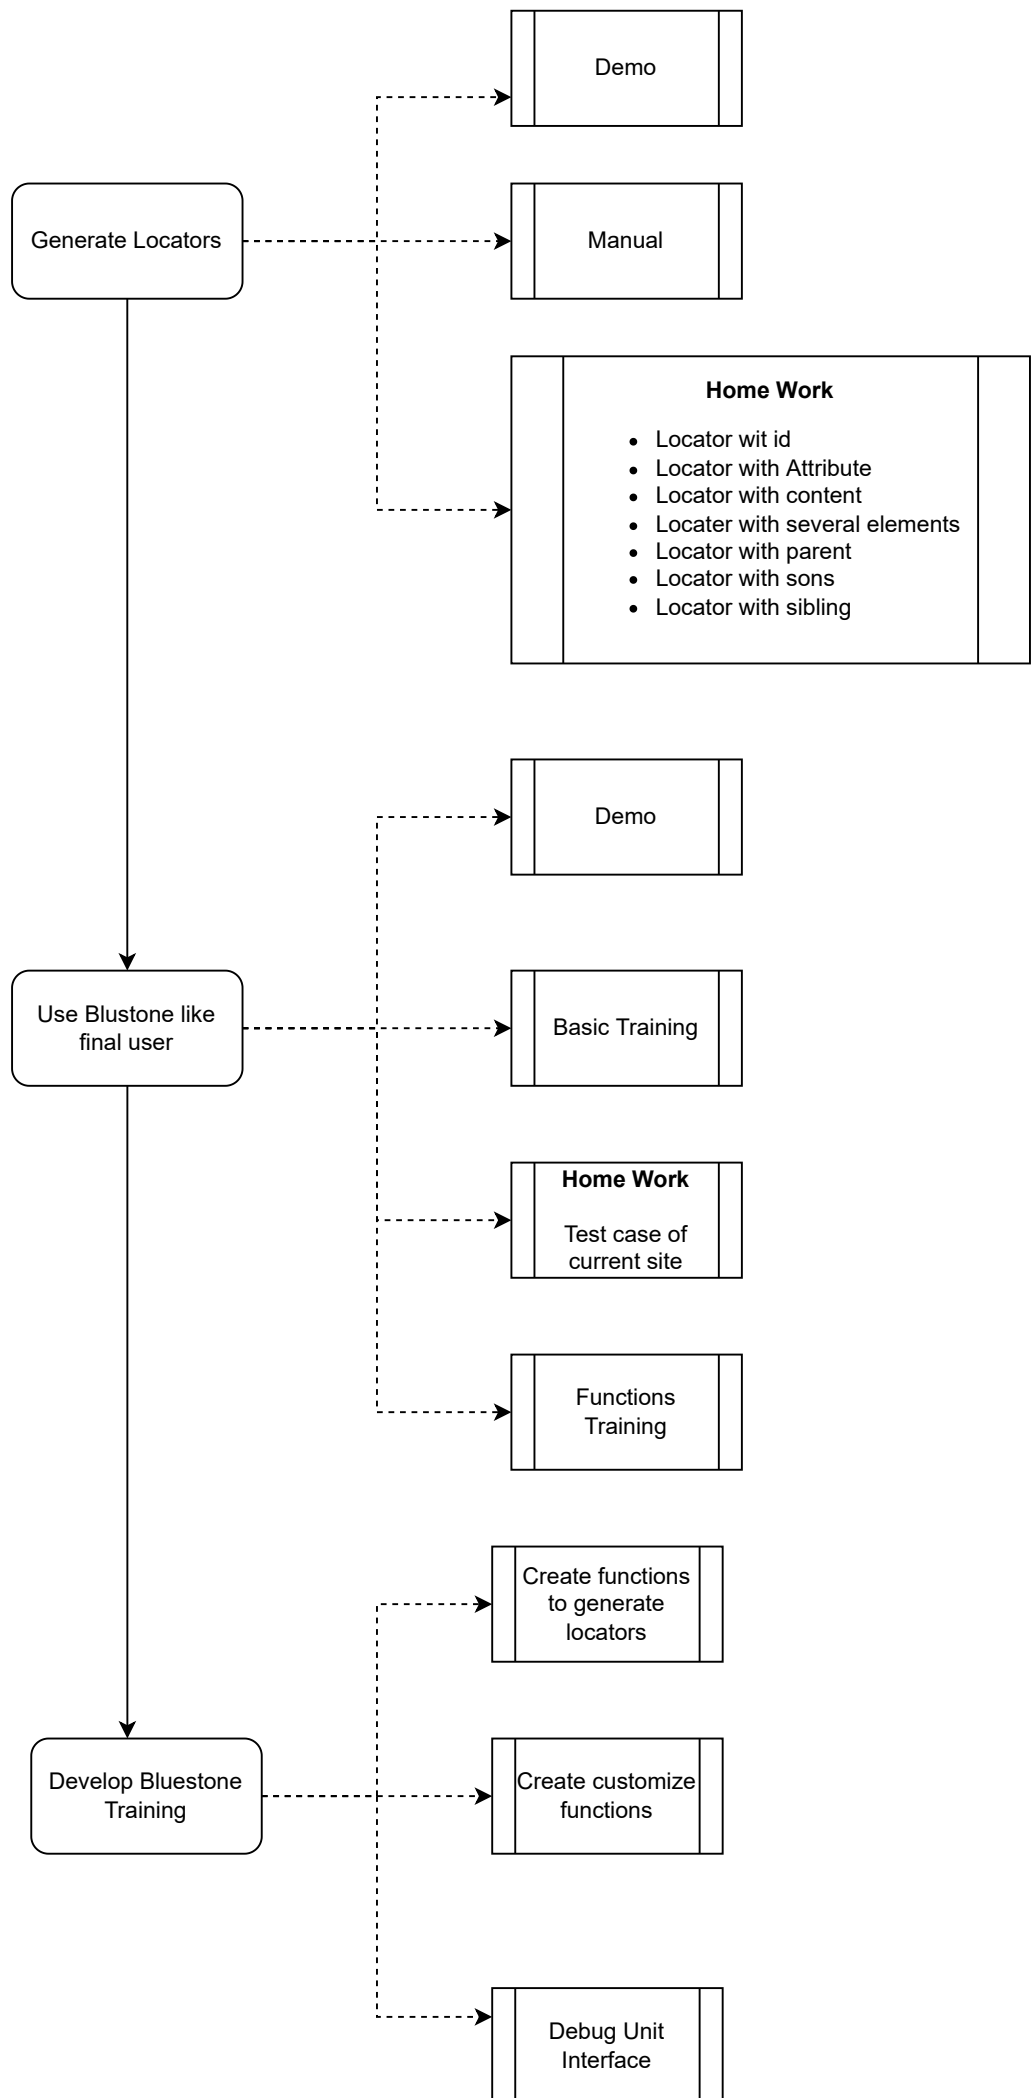 Demo
Generate Locators
Manual
Home Work
Locator wit id
Locator with Attribute
Locator with content
Locater with several elements
Locator with parent
Locator with sons
Locator with sibling
Demo
Use Blustone like
final user
Basic Training
Home Work
Test case of
current site
Functions
Training
Create functions
to generate
locators
Develop Bluestone
Training
Create customize
functions
Debug Unit
Interface